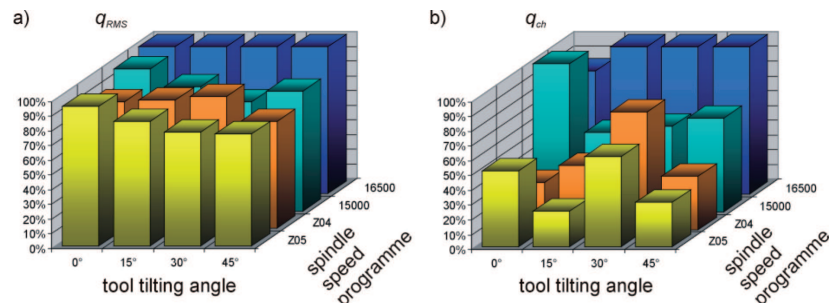 a)
q RMS
100%
90%
80%
70%
60%
50%
40%
30%
20%
10%
0%
0°
15°
30°
45°
tool tilting angle
Z05
Z04
15000
16500
spindle
speed
programme
b)
q ch
100%
90%
80%
70%
60%
50%
40%
30%
20%
10%
0%
0°
15°
30°
45°
tool tilting angle
Z05
Z04
15000
16500
spindle
speed
programme